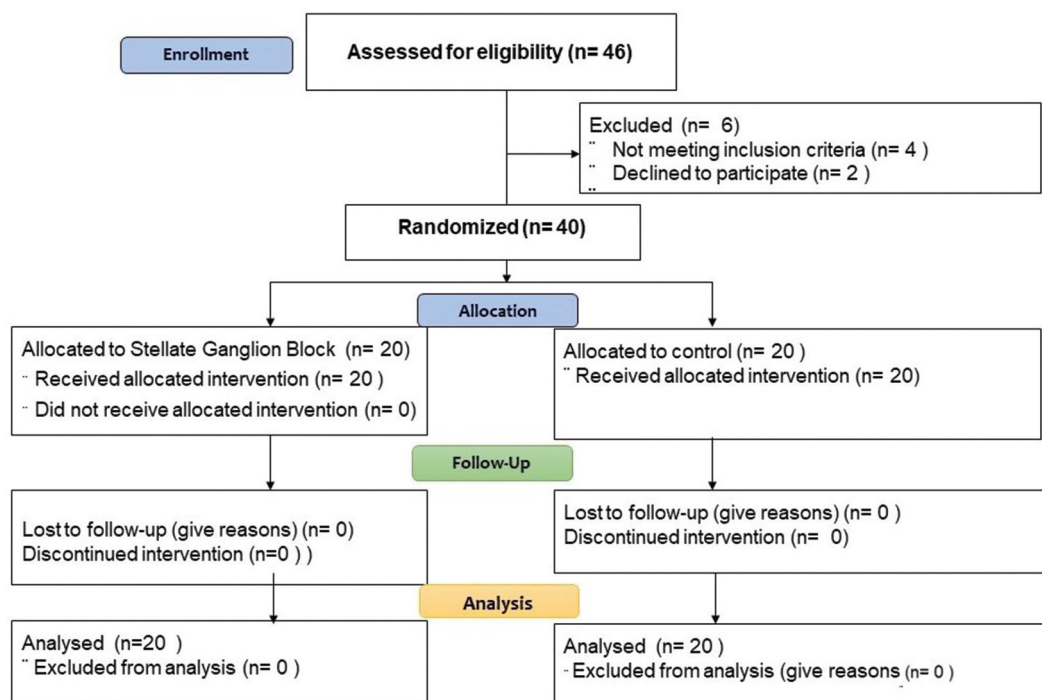 Enrollment
Assessed for eligibility (n= 46)
Excluded (n= 6)
¨ Not meeting inclusion criteria (n= 4 )
¨ Declined to participate (n= 2 )
¨
Randomized (n= 40)
Allocation
Allocated to Stellate Ganglion Block (n= 20)
¨ Received allocated intervention (n= 20 )
¨ Did not receive allocated intervention (n= 0)
Allocated to control (n= 20 )
¨ Received allocated intervention (n= 20)
Follow-Up
Lost to follow-up (give reasons) (n= 0)
Discontinued intervention (n=0 ) )
Lost to follow-up (give reasons) (n= 0 )
Discontinued intervention (n= 0)
Analysis
Analysed (n=20 )
¨ Excluded from analysis (n= 0 )
Analysed (n= 20 )
¨ Excluded from analysis (give reasons (n= 0 )